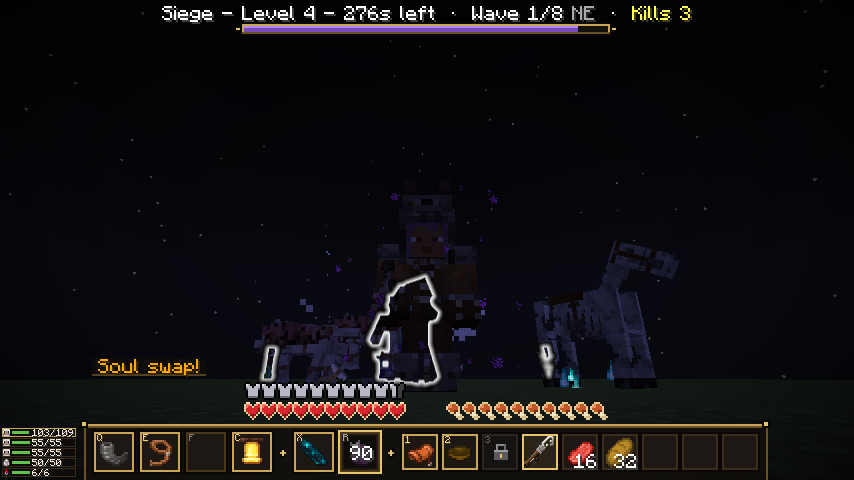 Siege - Level 4 - 276s left · Wave 1/8 NE · Kills 3
Soul swap!
103/109
55/55
55/55
50/50
6/6
Q E F C X R 90 1 2 3 16 32